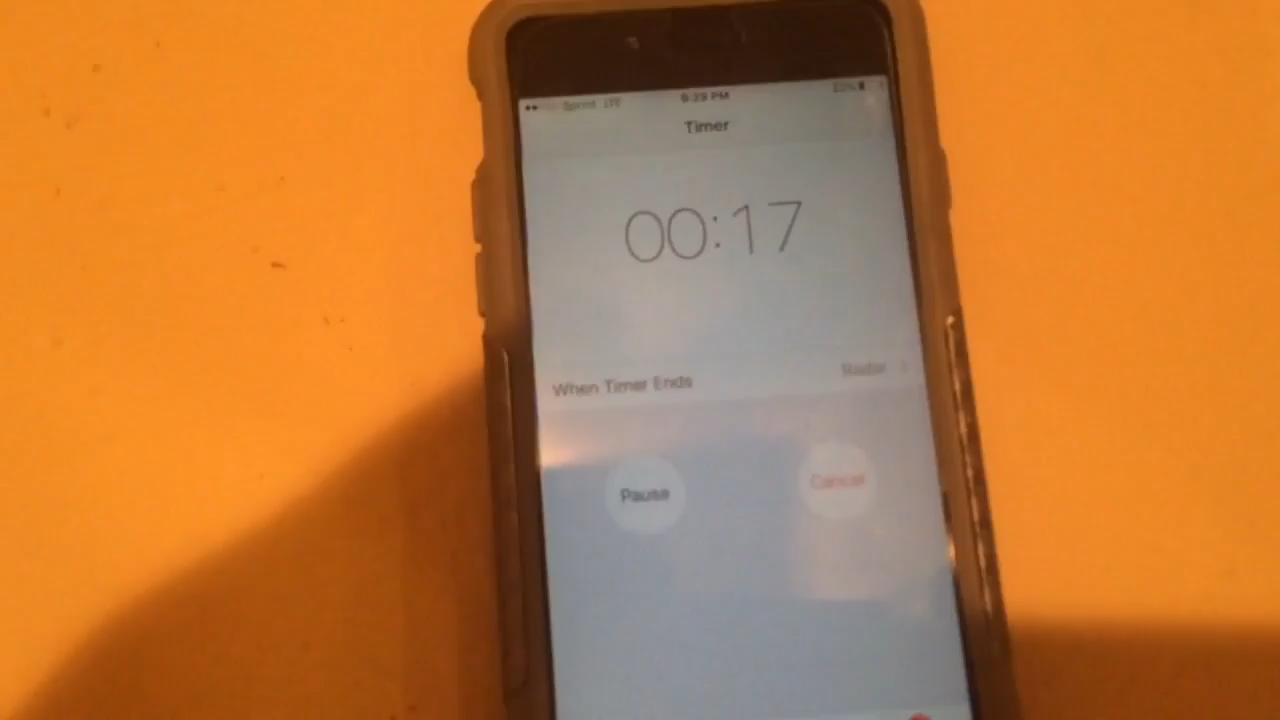 Sprint LTE 9:29 PM
Timer
00:17
When Timer Ends Radar
Pause Cancel